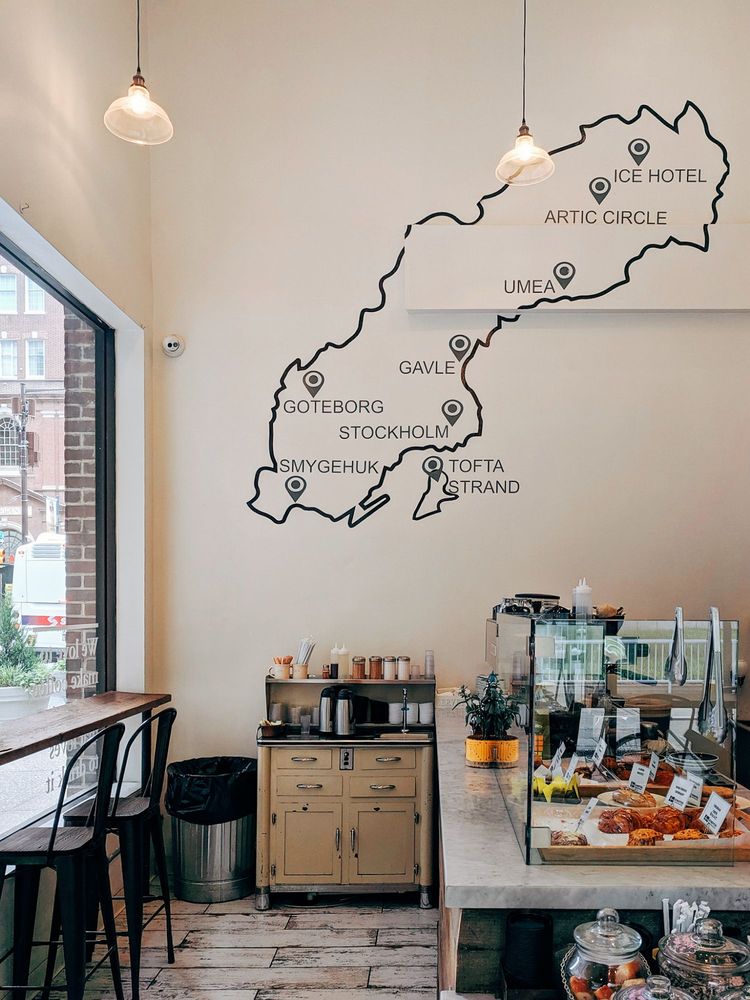 ICE HOTEL
ARTIC CIRCLE
UMEA
GAVLE
GOTEBORG
STOCKHOLM
SMYGEHUK
TOFTA
STRAND